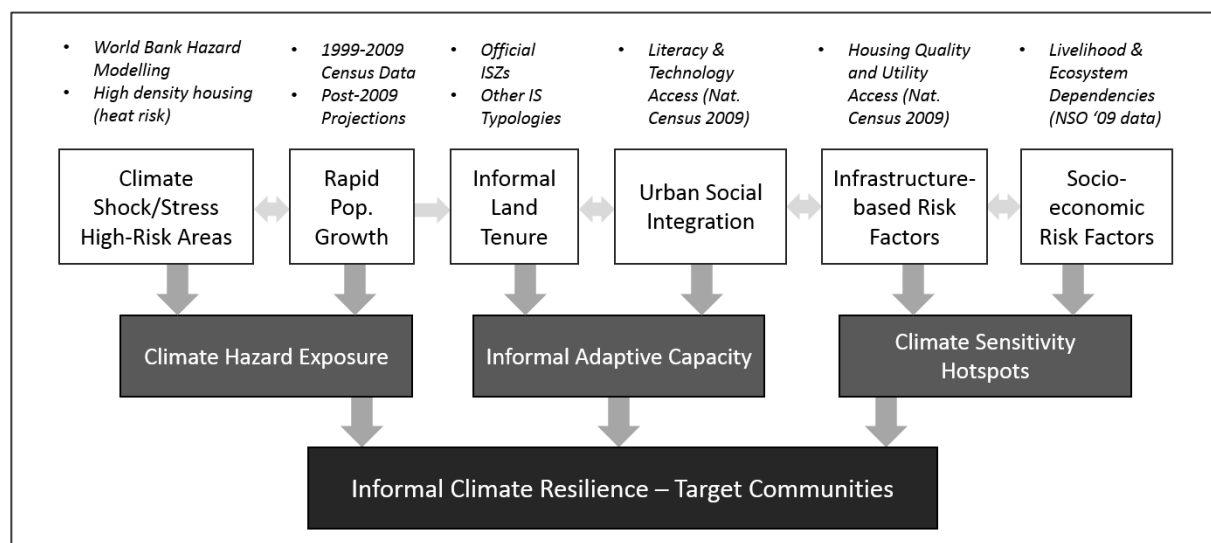 • World Bank Hazard
Modelling
• High density housing
(heat risk)
• 1999-2009
Census Data
• Post-2009
Projections
• Official
ISZs
• Other IS
Typologies
• Literacy &
Technology
Access (Nat.
Census 2009)
• Housing Quality
and Utility
Access (Nat.
Census 2009)
• Livelihood &
Ecosystem
Dependencies
(NSO ‘09 data)
Climate
Shock/Stress
High-Risk Areas
Rapid
Pop.
Growth
Informal
Land
Tenure
Urban Social
Integration
Infrastructure-
based Risk
Factors
Socio-
economic
Risk Factors
Climate Hazard Exposure
Informal Adaptive Capacity
Climate Sensitivity
Hotspots
Informal Climate Resilience – Target Communities